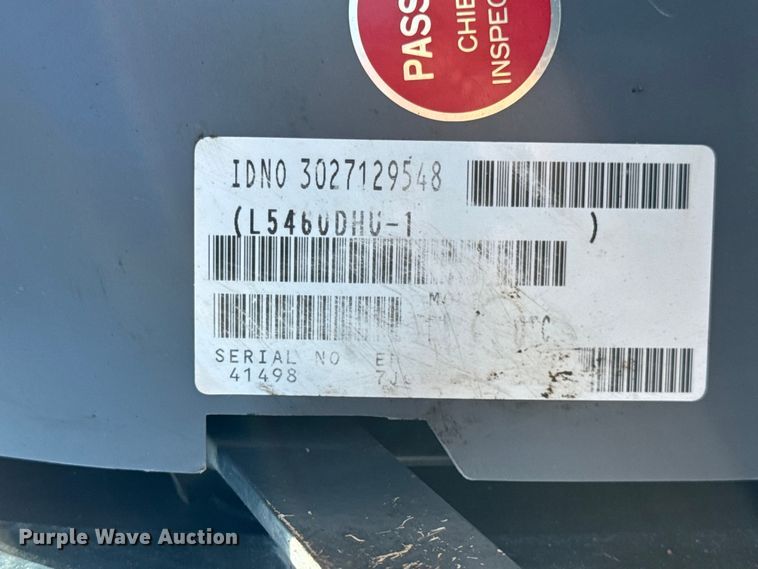 PASS
CHIE
INSPEC
IDNO 3027129548
(L5460DHU-1 )
SERIAL NO
41498
Purple Wave Auction